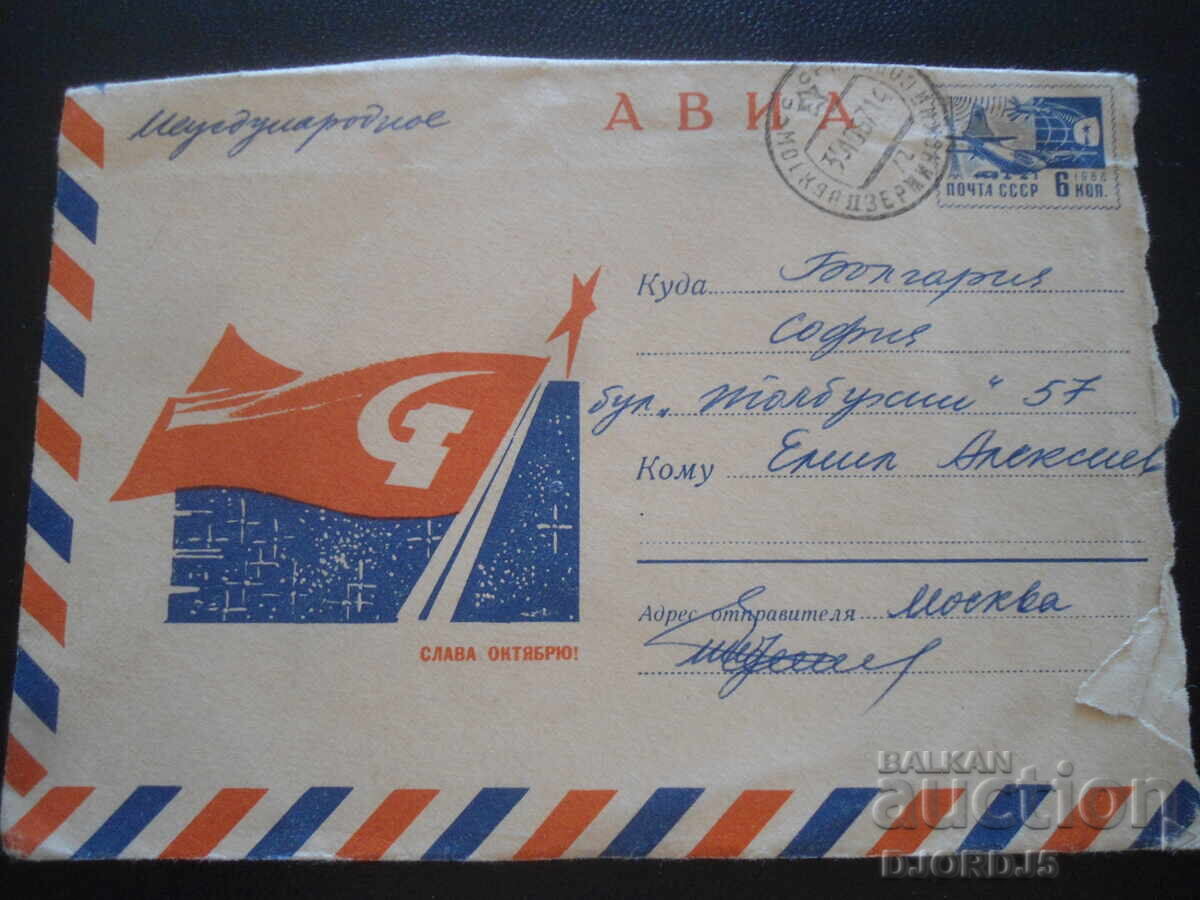 Международное
АВИА
ПОЧТА СССР 6 КОП.
1966
Куда Болгария
София
бул. „Толбухин" 57
Кому Емил Алексиев
Адрес отправителя Москва
СЛАВА ОКТЯБРЮ!
BALKAN
auction
DJORDJ5